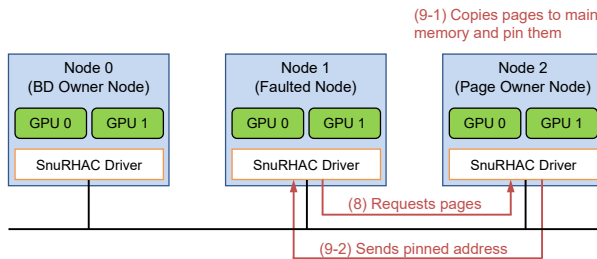 (9-1) Copies pages to main
memory and pin them
Node 0
(BD Owner Node)
GPU 0
GPU 1
SnuRHAC Driver
Node 1
(Faulted Node)
GPU 0
GPU 1
SnuRHAC Driver
Node 2
(Page Owner Node)
GPU 0
GPU 1
SnuRHAC Driver
(8) Requests pages
(9-2) Sends pinned address